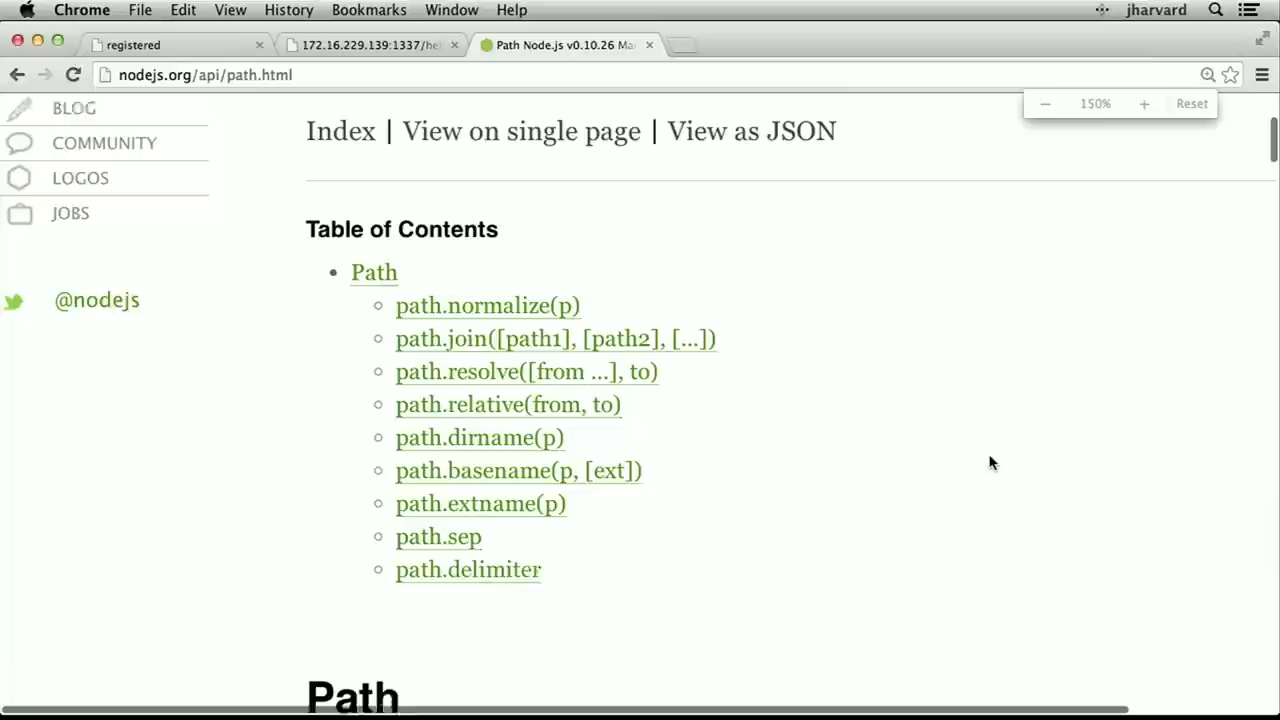 Chrome File Edit View History Bookmarks Window Help jharvard
registered 172.16.229.139:1337/he Path Node.js v0.10.26 Ma
nodejs.org/api/path.html
150% Reset
BLOG
COMMUNITY
LOGOS
JOBS
@nodejs
Index | View on single page | View as JSON
Table of Contents
Path
path.normalize(p)
path.join([path1], [path2], [...])
path.resolve([from ...], to)
path.relative(from, to)
path.dirname(p)
path.basename(p, [ext])
path.extname(p)
path.sep
path.delimiter
Path